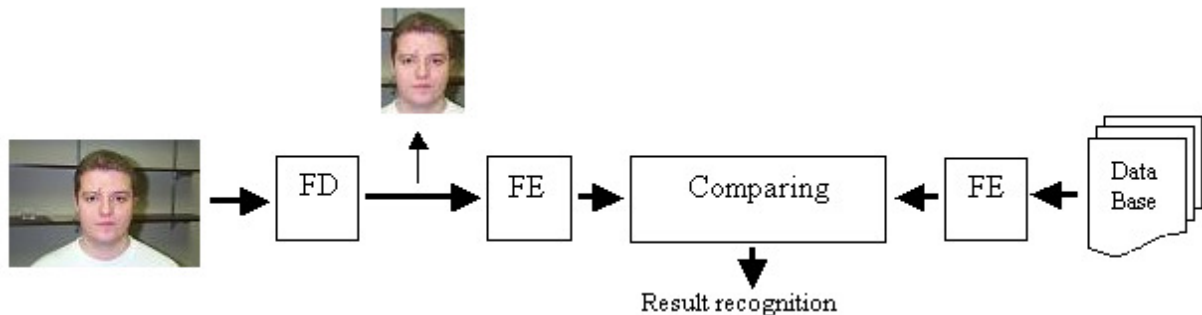 FD
FE
Comparing
FE
Data
Base
Result recognition